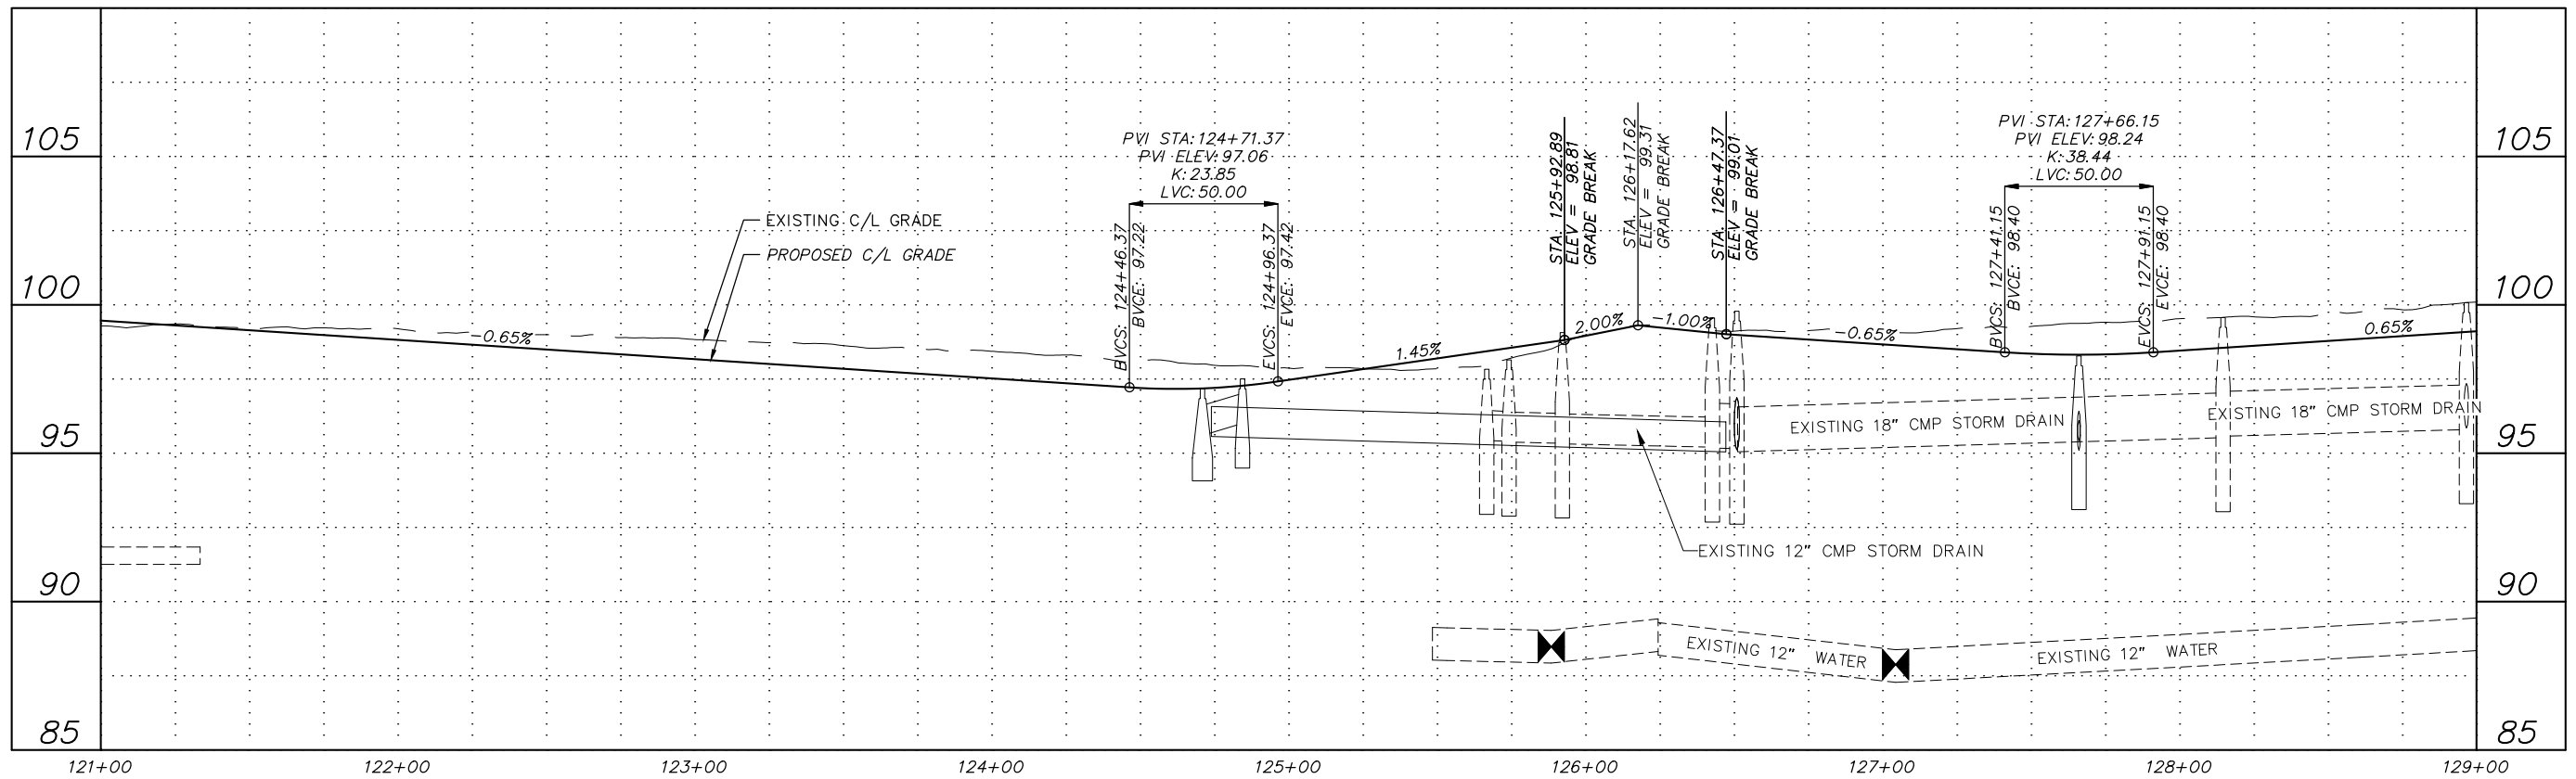 105
100
95
90
85
PVI STA: 124+71.37
PVI ELEV: 97.06
K: 23.85
LVC: 50.00
BVCS: 124+46.37
BVCE: 97.22
EVCS: 124+96.37
EVCE: 97.42
EXISTING C/L GRADE
PROPOSED C/L GRADE
-0.65%
1.45%
STA. 125+92.89
ELEV = 98.81
GRADE BREAK
2.00%
STA. 126+17.62
ELEV = 99.31
GRADE BREAK
-1.00%
STA. 126+47.37
ELEV = 99.01
GRADE BREAK
-0.65%
PVI STA: 127+66.15
PVI ELEV: 98.24
K: 38.44
LVC: 50.00
BVCS: 127+41.15
BVCE: 98.40
EVCS: 127+91.15
EVCE: 98.40
0.65%
EXISTING 18" CMP STORM DRAIN
EXISTING 18" CMP STORM DRAIN
EXISTING 12" CMP STORM DRAIN
EXISTING 12" WATER
EXISTING 12" WATER
105
100
95
90
85
121+00
122+00
123+00
124+00
125+00
126+00
127+00
128+00
129+00